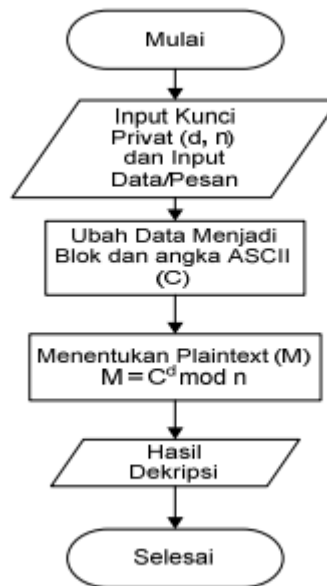 Mulai
Input Kunci
Privat (d, n)
dan Input
Data/Pesan
Ubah Data Menjadi
Blok dan angka ASCII
(C)
Menentukan Plaintext (M)
M = Cᵈ mod n
Hasil
Dekripsi
Selesai